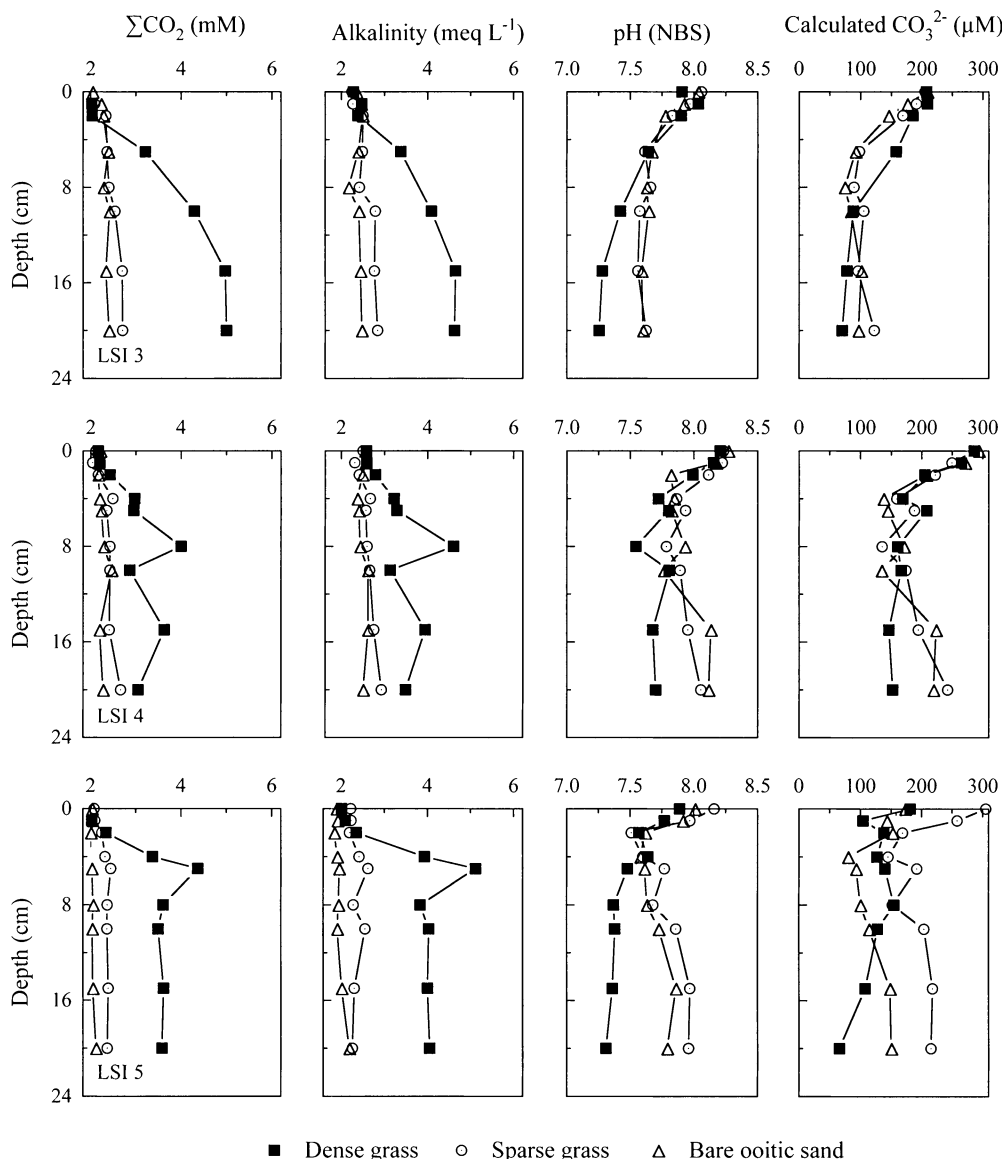 ∑CO₂ (mM) Alkalinity (meq L⁻¹) pH (NBS) Calculated CO₃²⁻ (µM)
2 4 6 2 4 6 7.0 7.5 8.0 8.5 0 100 200 300
0
8
16
24
Depth (cm)
LSI 3
2 4 6 2 4 6 7.0 7.5 8.0 8.5 0 100 200 300
0
8
16
24
Depth (cm)
LSI 4
2 4 6 2 4 6 7.0 7.5 8.0 8.5 0 100 200 300
0
8
16
24
Depth (cm)
LSI 5
Dense grass Sparse grass Bare ooitic sand